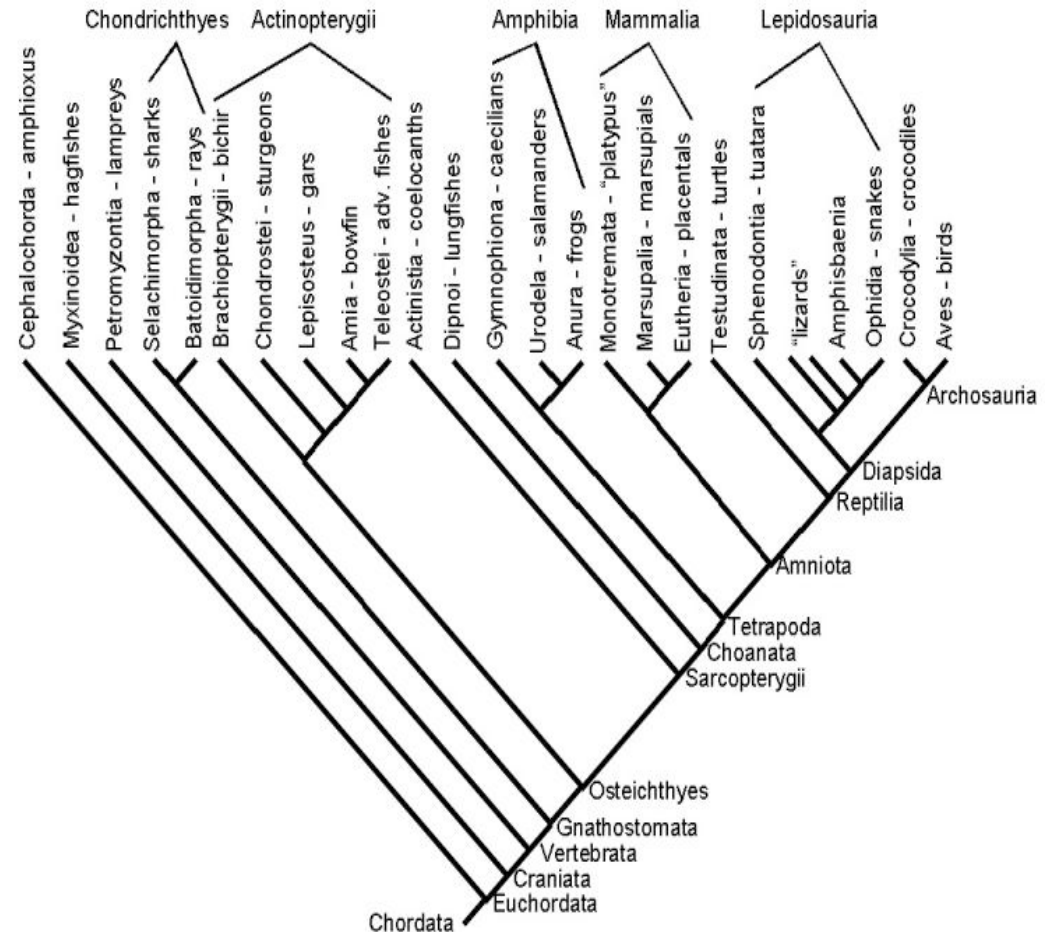 Chondrichthyes
Actinopterygii
Amphibia
Mammalia
Lepidosauria
Cephalochorda - amphioxus
Myxinoidea - hagfishes
Petromyzontia - lampreys
Selachimorpha - sharks
Batoidimorpha - rays
Brachiopterygii - bichir
Chondrostei - sturgeons
Lepisosteus - gars
Amia - bowfin
Teleostei - adv. fishes
Actinistia - coelocanths
Dipnoi - lungfishes
Gymnophiona - caecilians
Urodela - salamanders
Anura - frogs
Monotremata - “platypus”
Marsupalia - marsupials
Eutheria - placentals
Testudinata - turtles
Sphenodontia - tuatara
“lizards”
Amphisbaenia
Ophidia - snakes
Crocodylia - crocodiles
Aves - birds
Archosauria
Diapsida
Reptilia
Amniota
Tetrapoda
Choanata
Sarcopterygii
Osteichthyes
Gnathostomata
Vertebrata
Craniata
Euchordata
Chordata